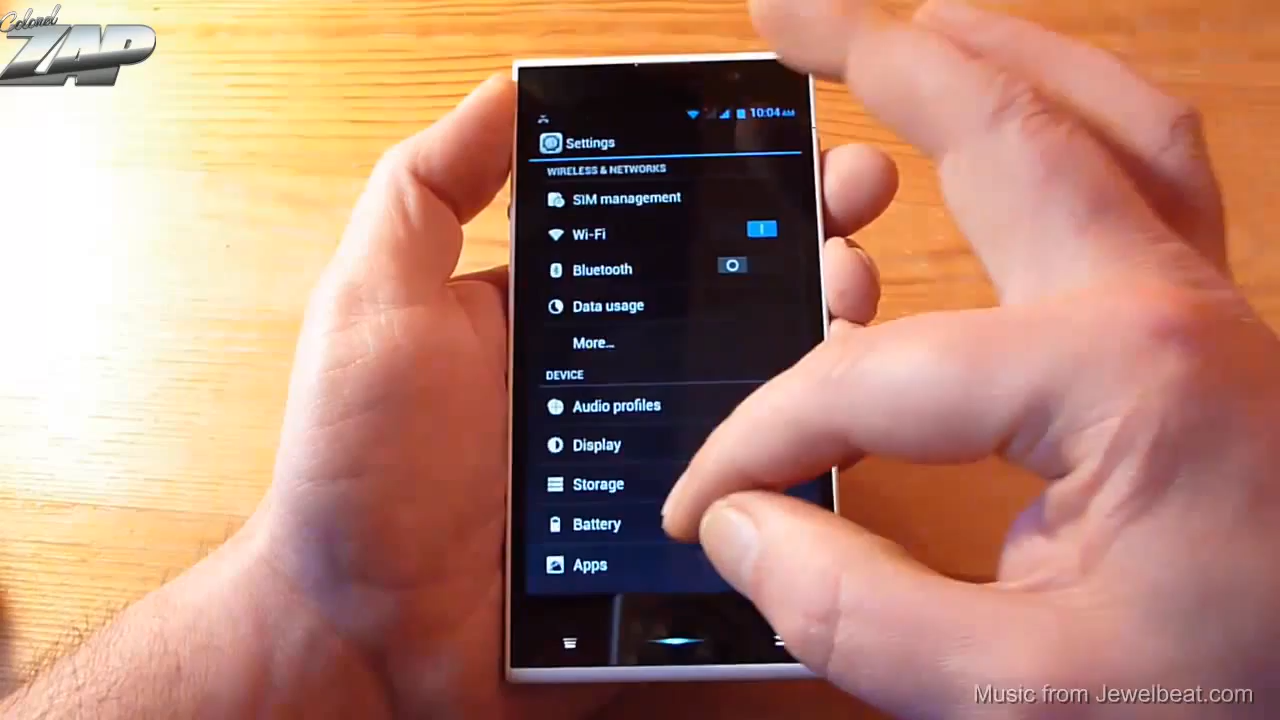 Colonel
ZAP
10:04 AM
Settings
WIRELESS & NETWORKS
SIM management
Wi-Fi
Bluetooth
Data usage
More...
DEVICE
Audio profiles
Display
Storage
Battery
Apps
Music from Jewelbeat.com